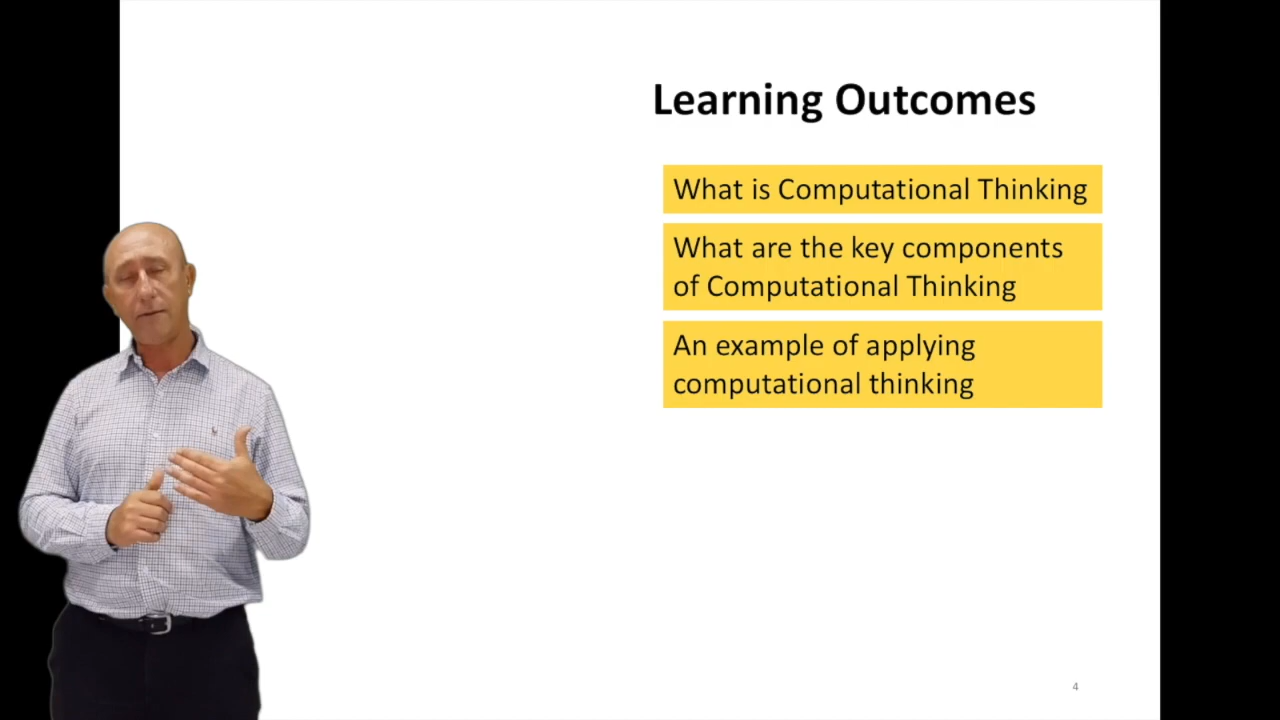 Learning Outcomes
What is Computational Thinking
What are the key components
of Computational Thinking
An example of applying
computational thinking
4